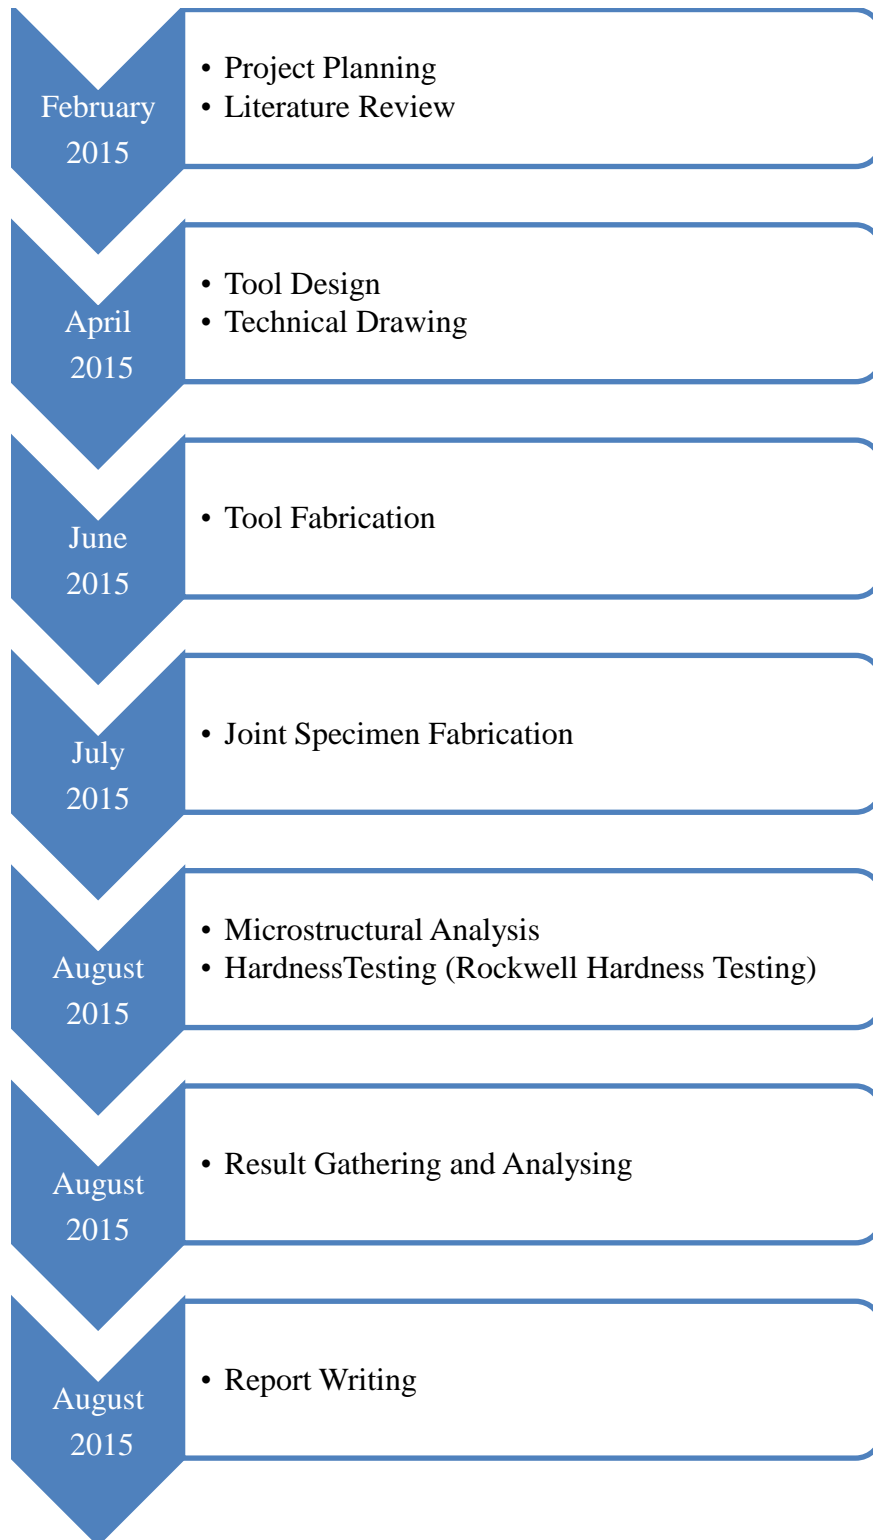 February
2015
• Project Planning
• Literature Review
April
2015
• Tool Design
• Technical Drawing
June
2015
• Tool Fabrication
July
2015
• Joint Specimen Fabrication
August
2015
• Microstructural Analysis
• HardnessTesting (Rockwell Hardness Testing)
August
2015
• Result Gathering and Analysing
August
2015
• Report Writing